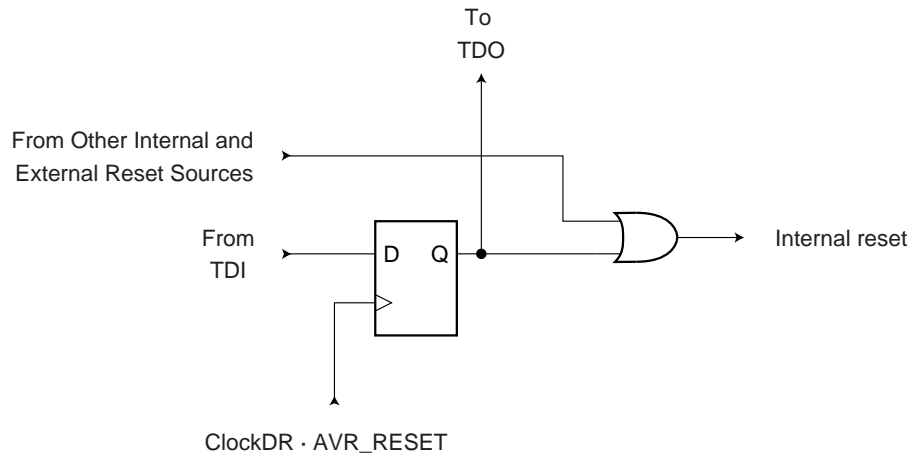 To
TDO
From Other Internal and
External Reset Sources
From
TDI
D Q
Internal reset
ClockDR · AVR_RESET